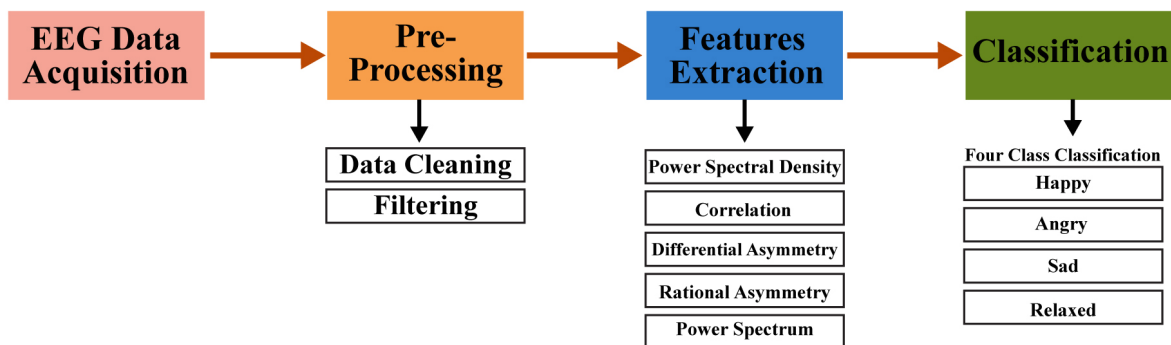 EEG Data
Acquisition
Pre-
Processing
Features
Extraction
Classification
Data Cleaning
Filtering
Power Spectral Density
Correlation
Differential Asymmetry
Rational Asymmetry
Power Spectrum
Four Class Classification
Happy
Angry
Sad
Relaxed